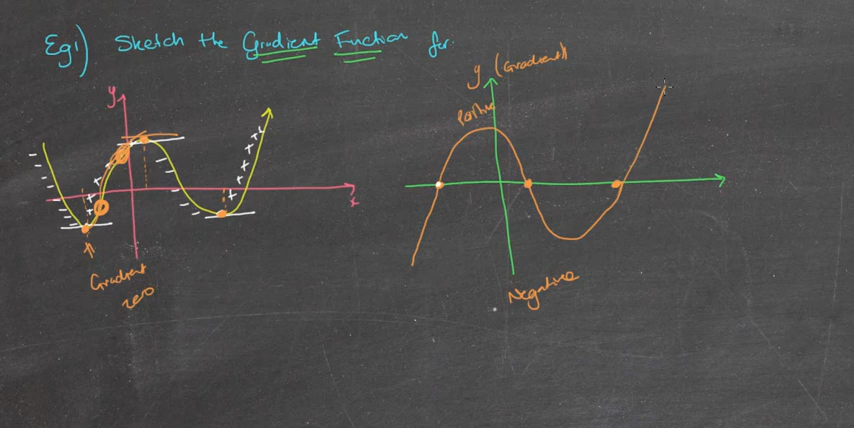 Eg1) Sketch the Gradient Function for.
y
x
Gradient
zero
y (Gradient)
Positive
Negative